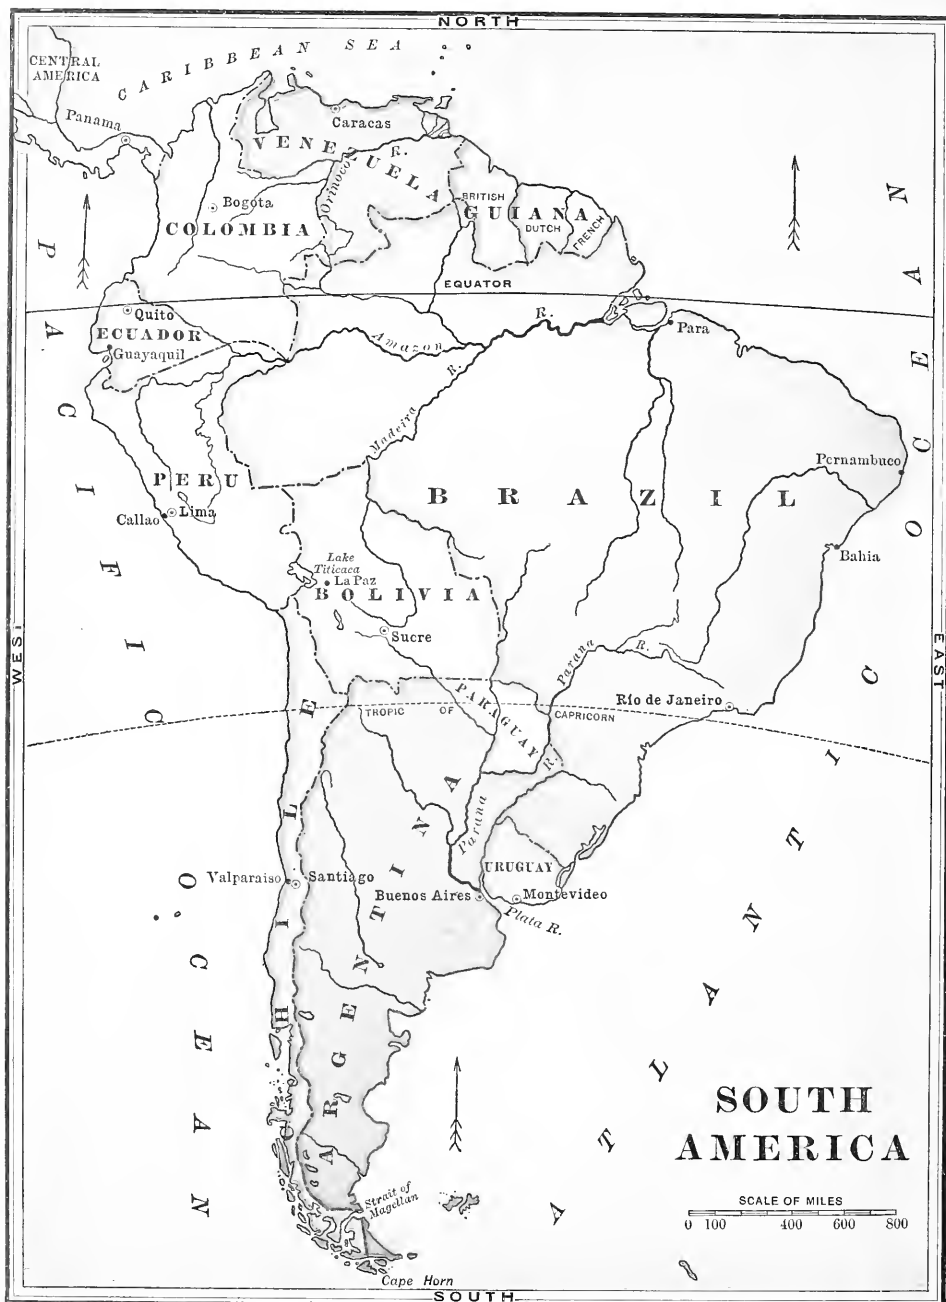 NORTH
CARIBBEAN SEA
CENTRAL
AMERICA
Panama
Caracas
VENEZUELA
Orinoco R.
BRITISH
GUIANA
DUTCH
FRENCH
Bogota
COLOMBIA
EQUATOR
Quito
ECUADOR
Guayaquil
Amazon R.
Para
Madeira R.
PERU
Lima
Callao
BRAZIL
Pernambuco
Bahia
Lake
Titicaca
La Paz
BOLIVIA
Sucre
Parana R.
Rio de Janeiro
PARAGUAY
TROPIC OF CAPRICORN
Parana R.
CHILE
ARGENTINA
URUGUAY
Valparaiso
Santiago
Buenos Aires
Montevideo
Plata R.
PACIFIC OCEAN
ATLANTIC OCEAN
WEST
EAST
Strait of
Magellan
Cape Horn
SOUTH
AMERICA
SCALE OF MILES
0 100 400 600 800
SOUTH